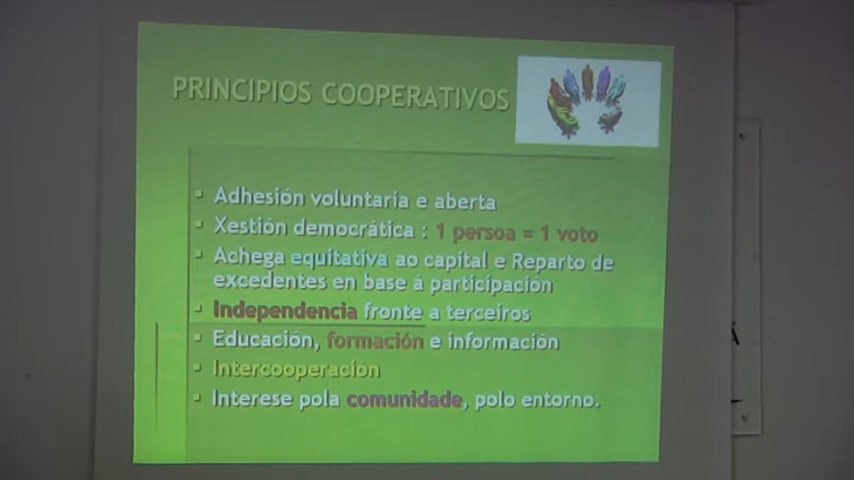 PRINCIPIOS COOPERATIVOS
Adhesión voluntaria e aberta
Xestión democrática : 1 persoa = 1 voto
Achega equitativa ao capital e Reparto de
excedentes en base á participación
Independencia fronte a terceiros
Educación, formación e información
Intercooperación
Interese pola comunidade, polo entorno.